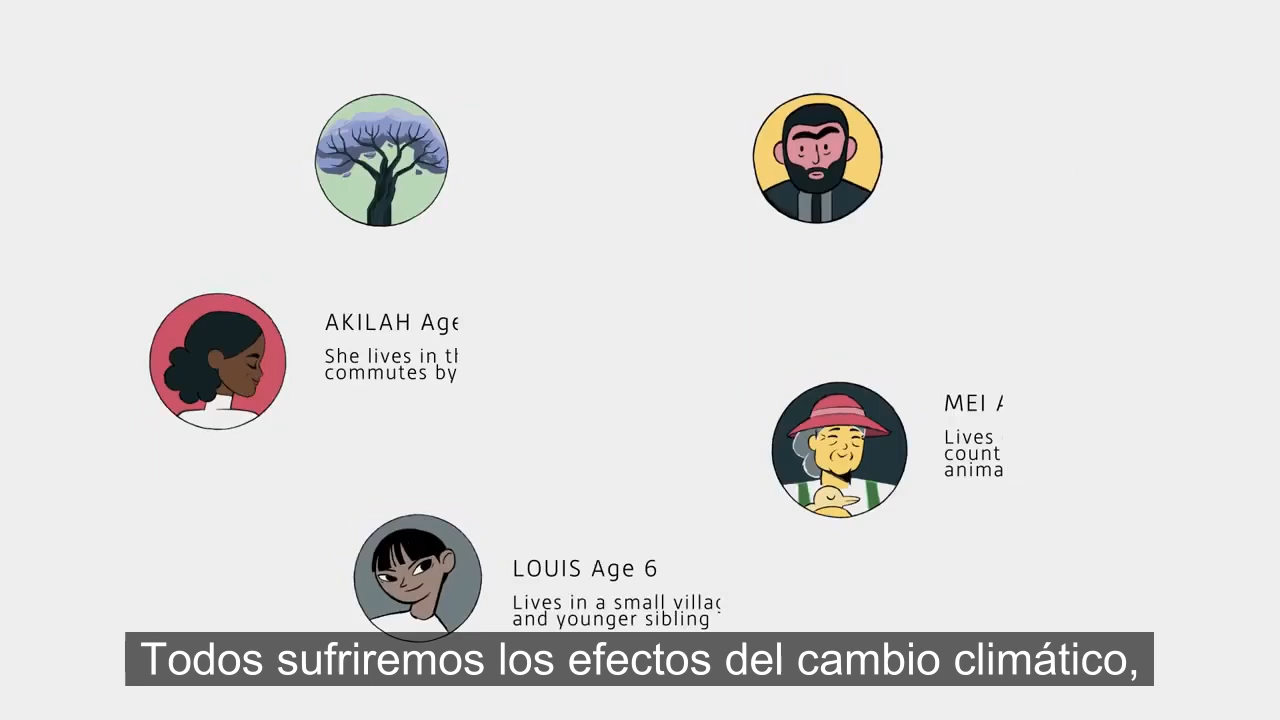 AKILAH Age
She lives in th
commutes by
MEI A
Lives
count
anima
LOUIS Age 6
Lives in a small villag
and younger sibling
Todos sufriremos los efectos del cambio climático,